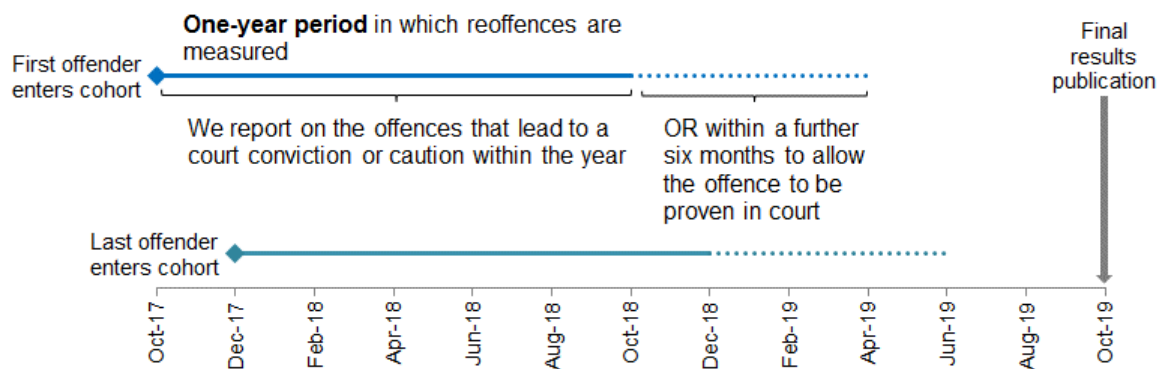 One-year period in which reoffences are
measured
First offender
enters cohort
Final
results
publication
We report on the offences that lead to a
court conviction or caution within the year
OR within a further
six months to allow
the offence to be
proven in court
Last offender
enters cohort
Oct-17
Dec-17
Feb-18
Apr-18
Jun-18
Aug-18
Oct-18
Dec-18
Feb-19
Apr-19
Jun-19
Aug-19
Oct-19